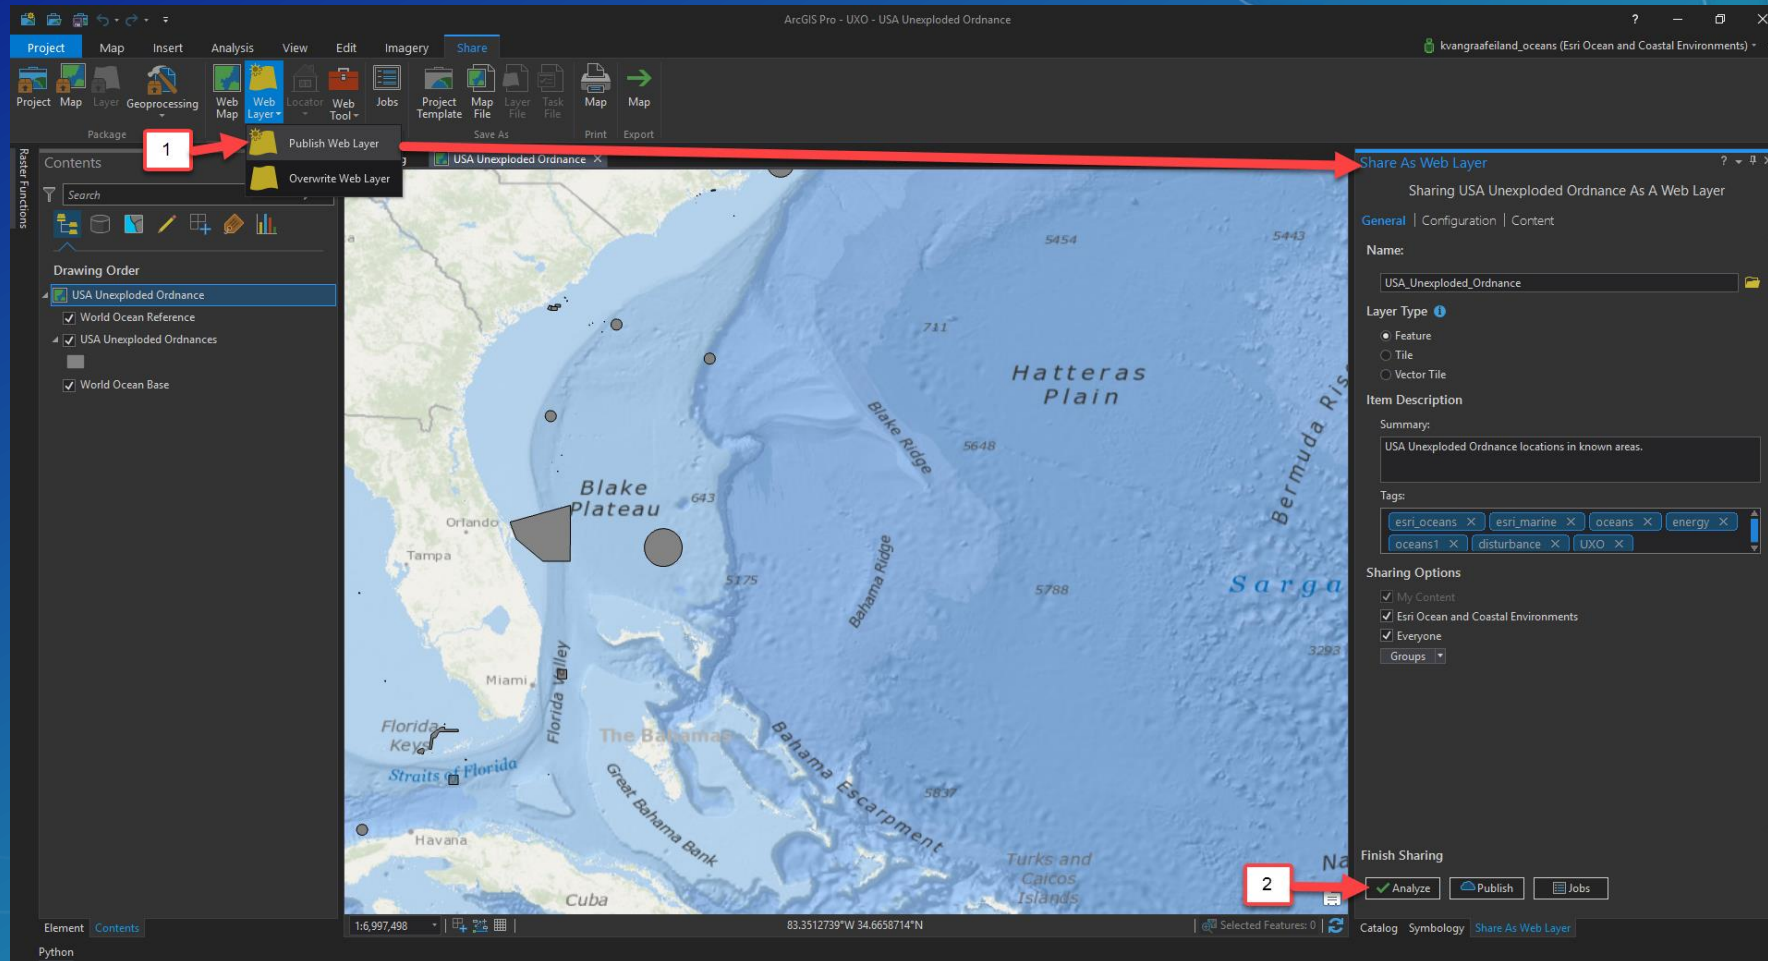 ArcGIS Pro - UXO - USA Unexploded Ordnance
?
Project Map Insert Analysis View Edit Imagery Share
kvangraafeiland_oceans (Esri Ocean and Coastal Environments)
Project Map Layer Geoprocessing
Web Map
Web Layer
Locator
Web Tool
Jobs
Project Template
Map File
Layer File
Task File
Map
Map
Package
Save As
Print
Export
1
Publish Web Layer
Overwrite Web Layer
Raster Functions
Contents
Search
Drawing Order
USA Unexploded Ordnance
World Ocean Reference
USA Unexploded Ordnances
World Ocean Base
USA Unexploded Ordnance
5454
5443
711
Hatteras
Plain
Blake Ridge
5648
Bermuda Ris
Blake
Plateau
643
Orlando
Tampa
5175
Bahama Ridge
5788
Sarga
3293
Miami
Florida Valley
Florida
Keys
The Bahamas
Straits of Florida
Great Bahama Bank
Bahama Escarpment
5837
Havana
Cuba
Turks and
Caicos
Islands
Na
1:6,997,498
83.3512739°W 34.6658714°N
Selected Features: 0
Share As Web Layer
?
Sharing USA Unexploded Ordnance As A Web Layer
General | Configuration | Content
Name:
USA_Unexploded_Ordnance
Layer Type
Feature
Tile
Vector Tile
Item Description
Summary:
USA Unexploded Ordnance locations in known areas.
Tags:
esri_oceans esri_marine oceans energy
oceans1 disturbance UXO
Sharing Options
My Content
Esri Ocean and Coastal Environments
Everyone
Groups
Finish Sharing
2
Analyze Publish Jobs
Element Contents
Catalog Symbology Share As Web Layer
Python